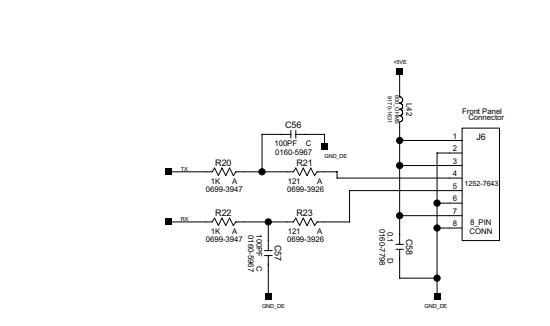 +5VE
600_OHMS
9170-1631
L42
Front Panel
Connector
C56
100PF C
0160-5967
GND_DE
1
2
3
4
5
6
7
8
J6
1252-7643
8_PIN
CONN
TX
R20
1K A
0699-3947
R21
121 A
0699-3926
RX
R22
1K A
0699-3947
R23
121 A
0699-3926
C57
100PF C
0160-5967
C58
0.1 D
0160-7798
GND_DE
GND_DE